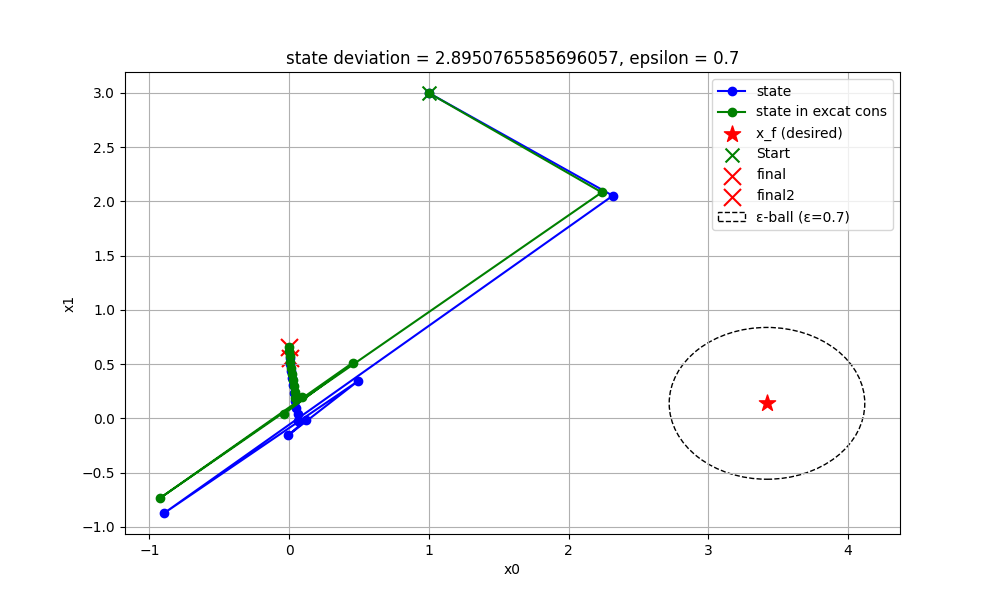 state deviation = 2.8950765585696057, epsilon = 0.7
state
state in excat cons
x_f (desired)
Start
final
final2
ε-ball (ε=0.7)
x1
3.0
2.5
2.0
1.5
1.0
0.5
0.0
−0.5
−1.0
−1 0 1 2 3 4
x0